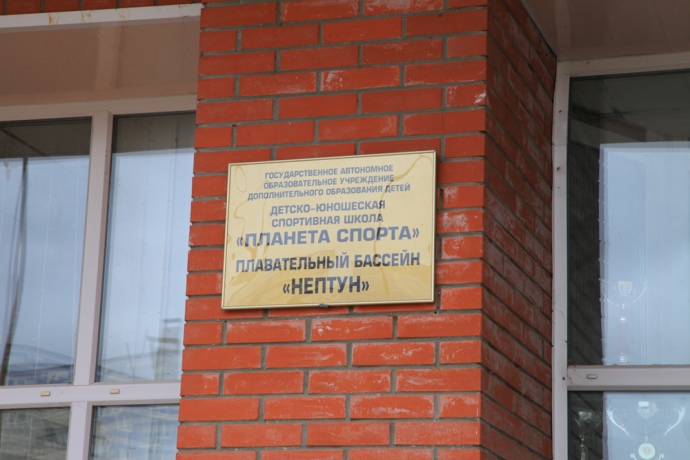 ГОСУДАРСТВЕННОЕ АВТОНОМНОЕ
ОБРАЗОВАТЕЛЬНОЕ УЧРЕЖДЕНИЕ
ДОПОЛНИТЕЛЬНОГО ОБРАЗОВАНИЯ ДЕТЕЙ
ДЕТСКО-ЮНОШЕСКАЯ
СПОРТИВНАЯ ШКОЛА
«ПЛАНЕТА СПОРТА»
ПЛАВАТЕЛЬНЫЙ БАССЕЙН
«НЕПТУН»